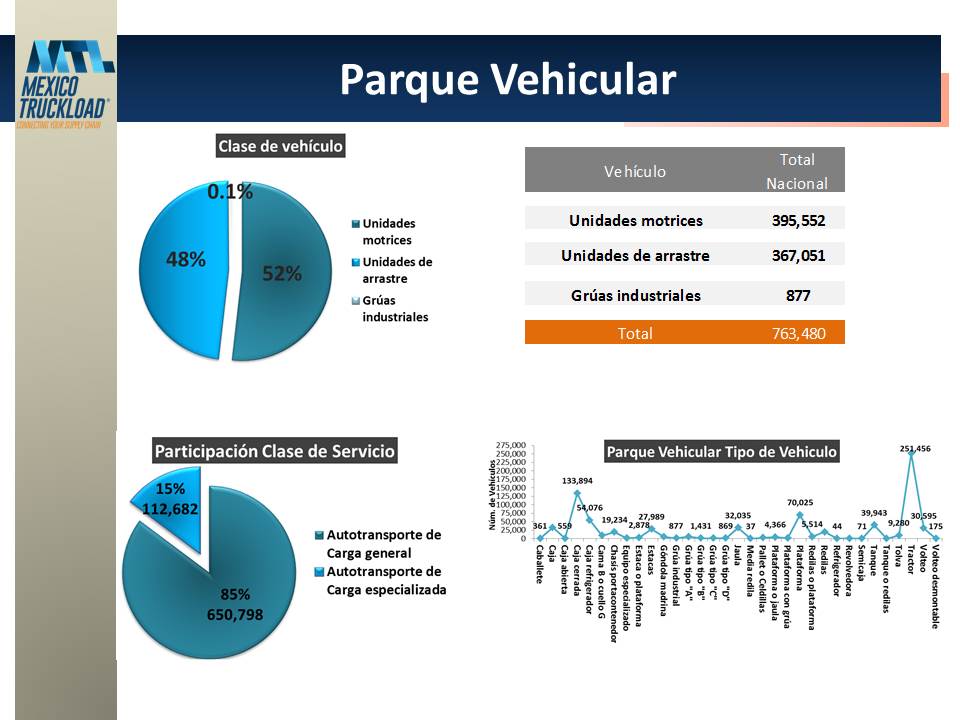 MTL
MEXICO
TRUCKLOAD®
CONNECTING YOUR SUPPLY CHAIN
Parque Vehicular
Clase de vehículo
0.1%
48%
52%
Unidades
motrices
Unidades de
arrastre
Grúas
industriales
Vehículo
Total
Nacional
Unidades motrices 395,552
Unidades de arrastre 367,051
Grúas industriales 877
Total 763,480
Participación Clase de Servicio
15%
112,682
85%
650,798
Autotransporte de
Carga general
Autotransporte de
Carga especializada
Parque Vehicular Tipo de Vehiculo
Núm. de Vehículos
275,000
250,000
225,000
200,000
175,000
150,000
125,000
100,000
75,000
50,000
25,000
0
361
559
133,894
54,076
19,234
2,878
27,989
877
1,431
869
32,035
37
4,366
70,025
5,514
44
71
39,943
9,280
251,456
30,595
175
Caballete
Caja
Caja abierta
Caja cerrada
Caja refrigerador
Cama B o cuello G
Chasis portacontenedor
Equipo especializado
Estaca o plataforma
Estacas
Góndola madrina
Grúa Industrial
Grúa tipo "A"
Grúa tipo "B"
Grúa tipo "C"
Grúa tipo "D"
Jaula
Media redila
Pallet o Celdillas
Plataforma o jaula
Plataforma con grúa
Plataforma
Redilas o plataforma
Redilas
Refrigerador
Revolvedora
Semicaja
Tanque
Tanque o redilas
Tolva
Tractor
Volteo
Volteo desmontable